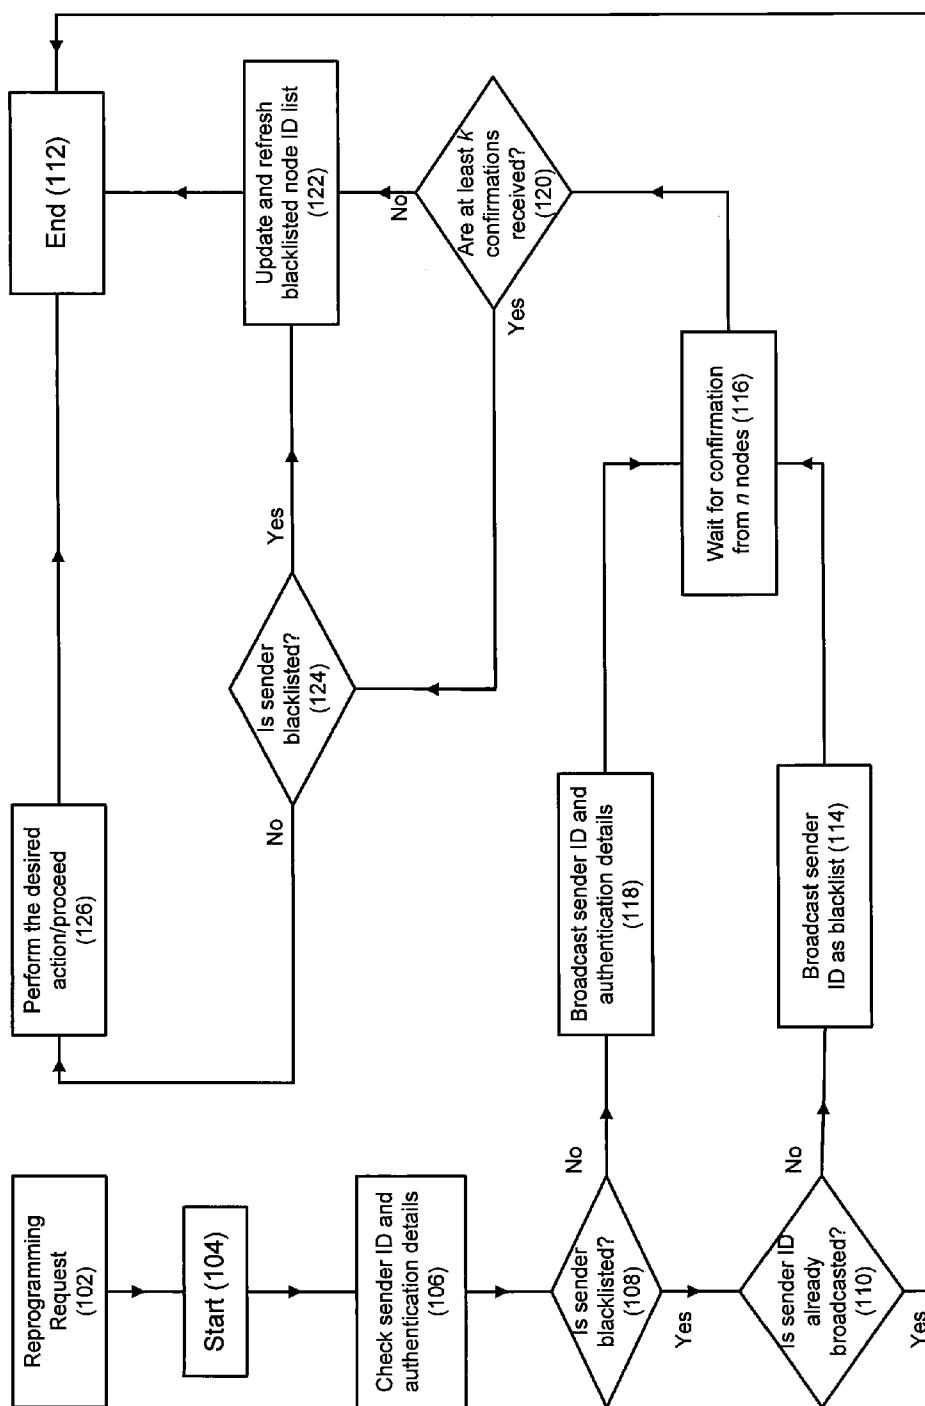 Reprogramming
Request
(102)
Start (104)
Check sender ID and
authentication details
(106)
Is sender
blacklisted?
(108)
No
Yes
Is sender ID
already
broadcasted?
(110)
No
Yes
Broadcast sender ID and
authentication details
(118)
Broadcast sender
ID as blacklist (114)
Wait for confirmation
from n nodes (116)
Are at least k
confirmations
received?
(120)
No
Yes
Is sender
blacklisted?
(124)
Yes
No
Update and refresh
blacklisted node ID list
(122)
Perform the desired
action/proceed
(126)
End (112)